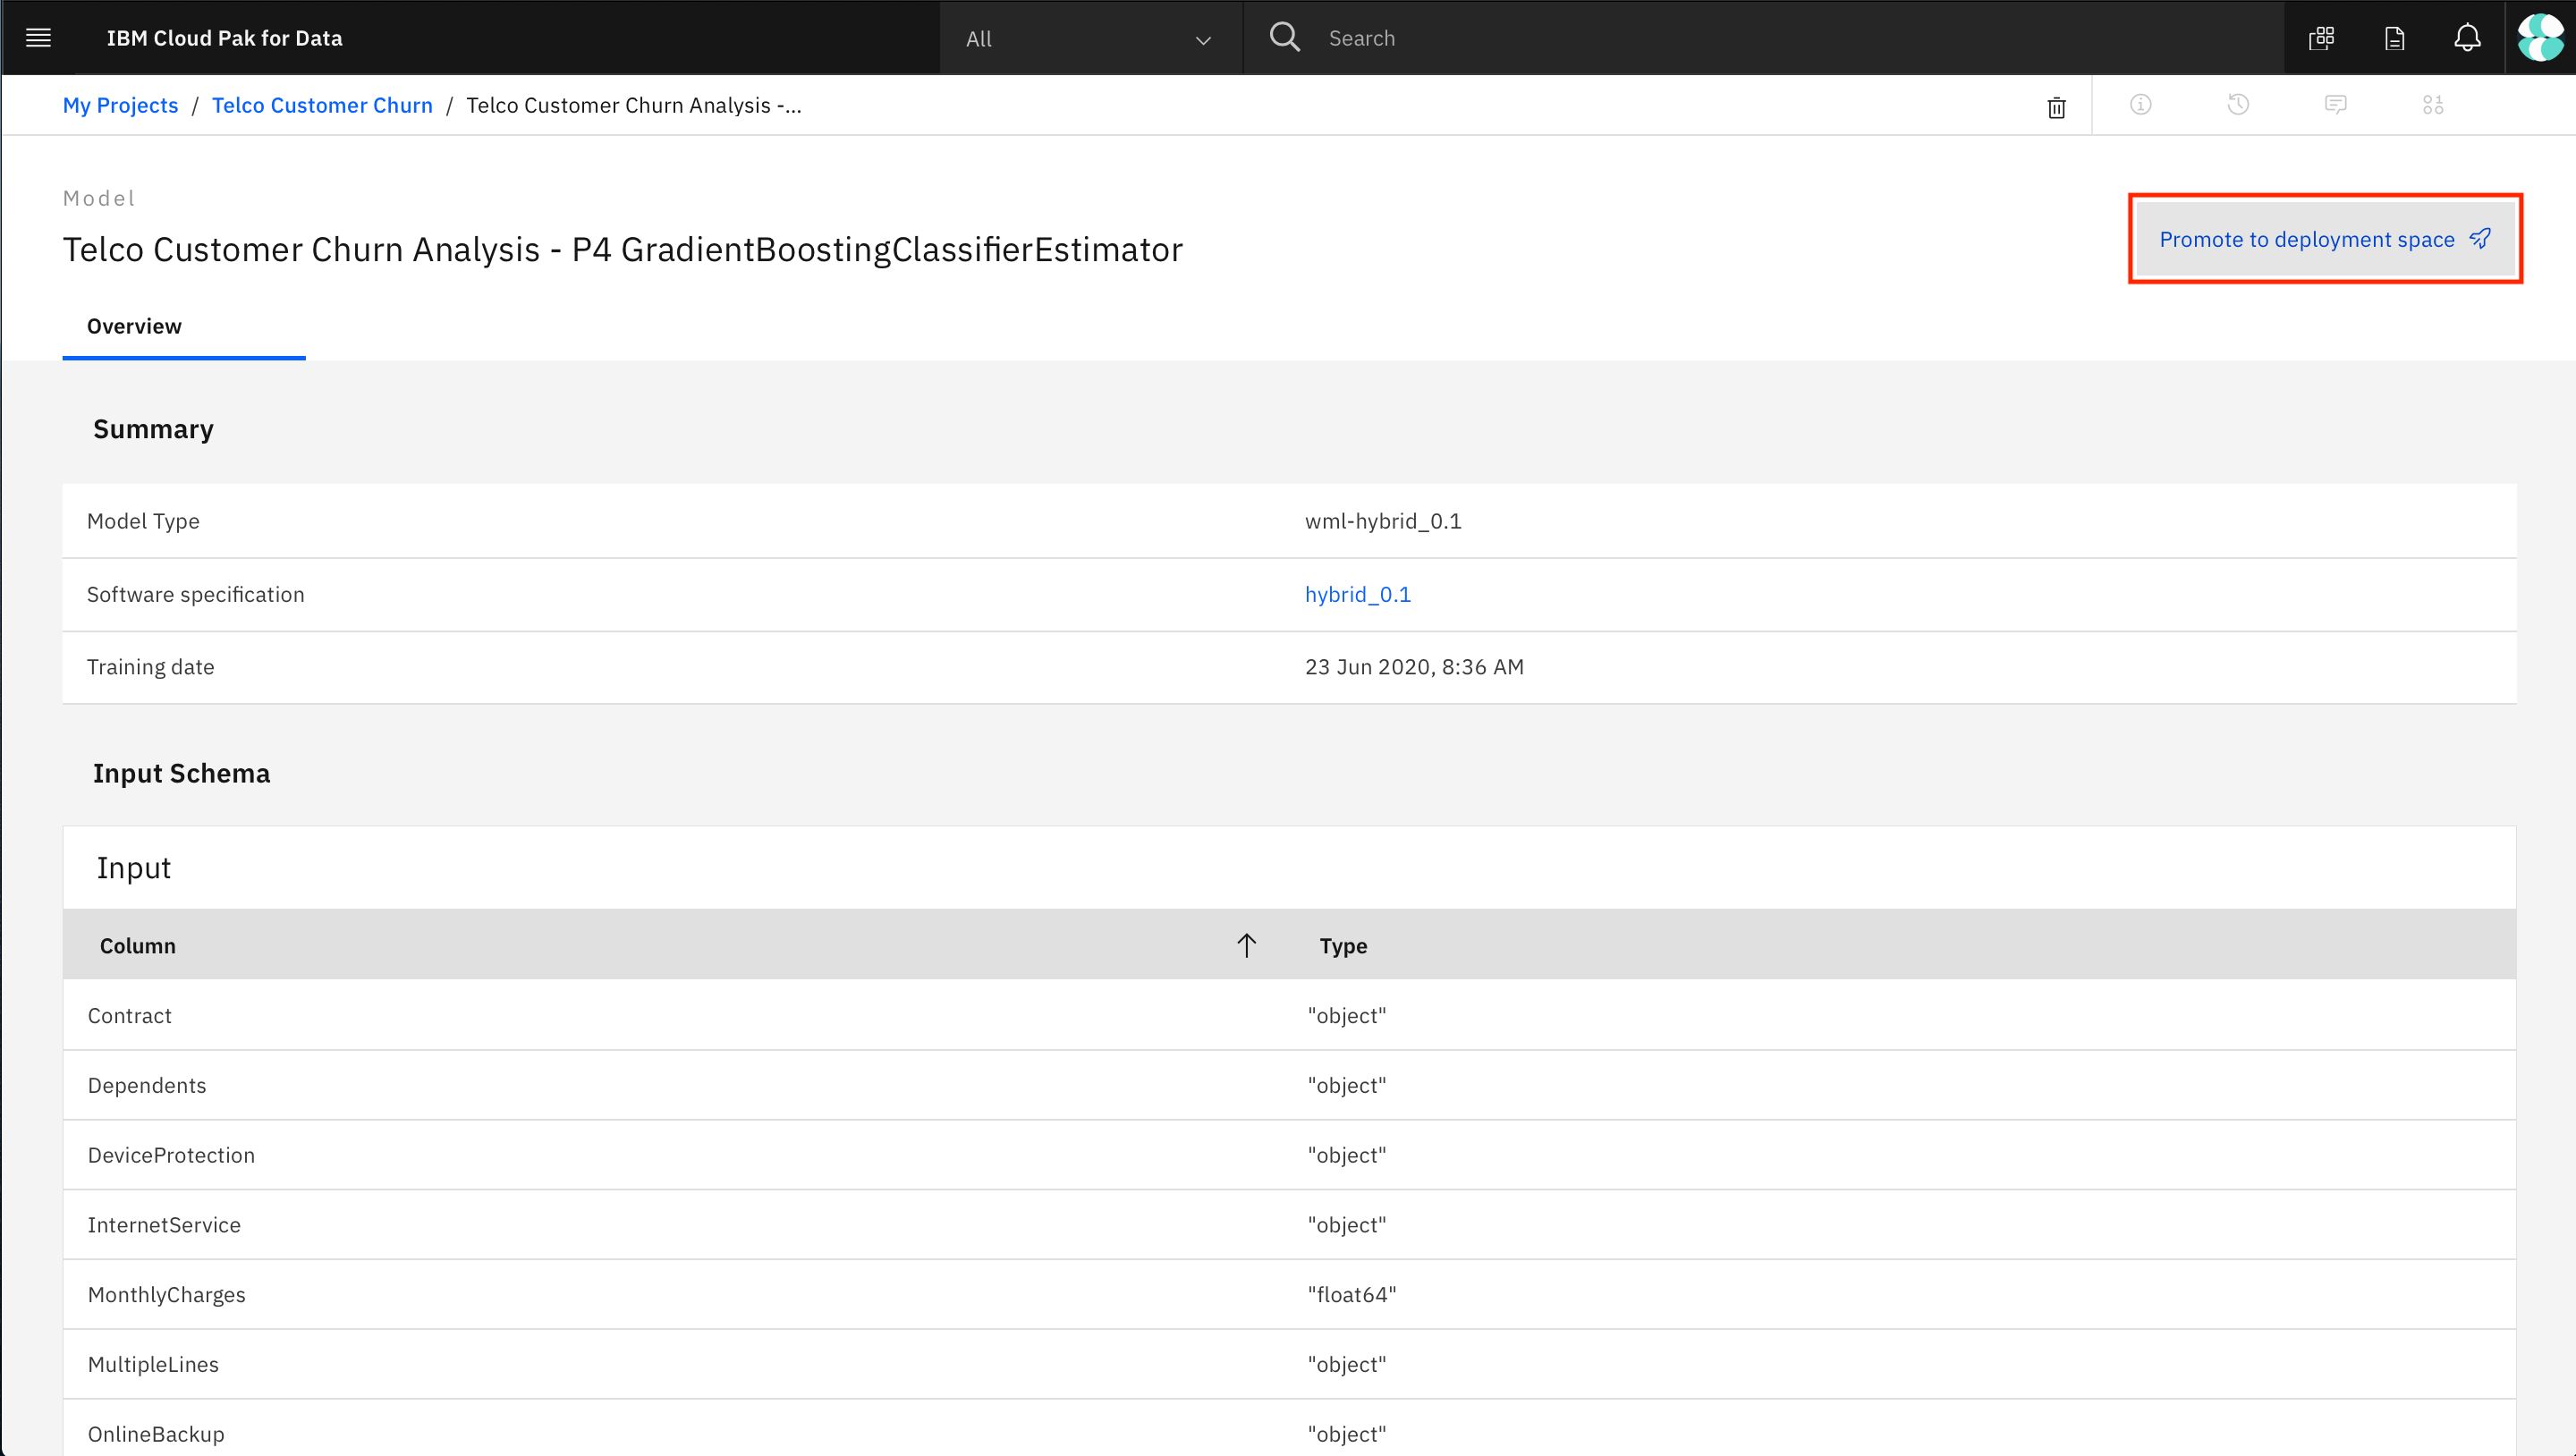 IBM Cloud Pak for Data
All
Search
My Projects / Telco Customer Churn / Telco Customer Churn Analysis -...
Model
Telco Customer Churn Analysis - P4 GradientBoostingClassifierEstimator
Promote to deployment space
Overview
Summary
Model Type wml-hybrid_0.1
Software specification hybrid_0.1
Training date 23 Jun 2020, 8:36 AM
Input Schema
Input
Column Type
Contract "object"
Dependents "object"
DeviceProtection "object"
InternetService "object"
MonthlyCharges "float64"
MultipleLines "object"
OnlineBackup "object"